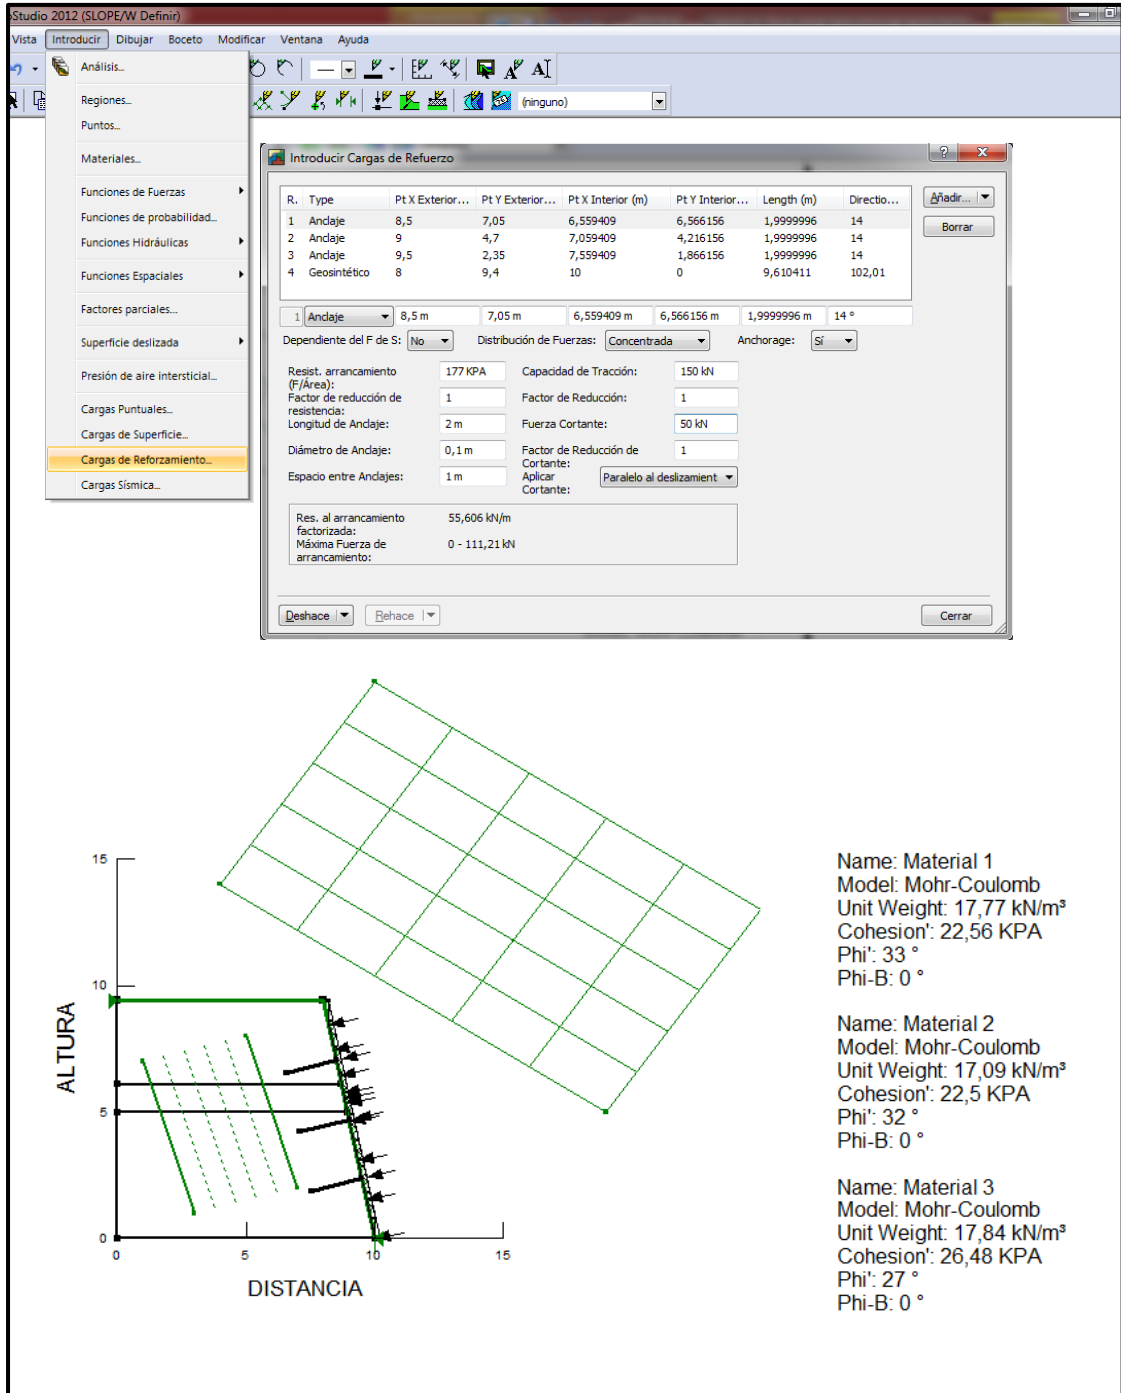 oStudio 2012 (SLOPE/W Definir)
Vista Introducir Dibujar Boceto Modificar Ventana Ayuda
Análisis...
Regiones...
Puntos...
Materiales...
Funciones de Fuerzas
Funciones de probabilidad...
Funciones Hidráulicas
Funciones Espaciales
Factores parciales...
Superficie deslizada
Presión de aire intersticial...
Cargas Puntuales...
Cargas de Superficie...
Cargas de Reforzamiento...
Cargas Sísmica...
(ninguno)
Introducir Cargas de Refuerzo
R. Type Pt X Exterior... Pt Y Exterior... Pt X Interior (m) Pt Y Interior... Length (m) Directio...
1 Anclaje 8,5 7,05 6,559409 6,566156 1,9999996 14
2 Anclaje 9 4,7 7,059409 4,216156 1,9999996 14
3 Anclaje 9,5 2,35 7,559409 1,866156 1,9999996 14
4 Geosintético 8 9,4 10 0 9,610411 102,01
Añadir...
Borrar
1 Anclaje 8,5 m 7,05 m 6,559409 m 6,566156 m 1,9999996 m 14 °
Dependiente del F de S: No Distribución de Fuerzas: Concentrada Anchorage: Sí
Resist. arrancamiento (F/Área): 177 KPA Capacidad de Tracción: 150 kN
Factor de reducción de resistencia: 1 Factor de Reducción: 1
Longitud de Anclaje: 2 m Fuerza Cortante: 50 kN
Diámetro de Anclaje: 0,1 m Factor de Reducción de Cortante: 1
Espacio entre Anclajes: 1 m Aplicar Cortante: Paralelo al deslizamient
Res. al arrancamiento factorizada: 55,606 kN/m
Máxima Fuerza de arrancamiento: 0 - 111,21 kN
Deshace Rehace Cerrar
15
10
5
0
ALTURA
0 5 10 15
DISTANCIA
Name: Material 1
Model: Mohr-Coulomb
Unit Weight: 17,77 kN/m³
Cohesion': 22,56 KPA
Phi': 33 °
Phi-B: 0 °
Name: Material 2
Model: Mohr-Coulomb
Unit Weight: 17,09 kN/m³
Cohesion': 22,5 KPA
Phi': 32 °
Phi-B: 0 °
Name: Material 3
Model: Mohr-Coulomb
Unit Weight: 17,84 kN/m³
Cohesion': 26,48 KPA
Phi': 27 °
Phi-B: 0 °